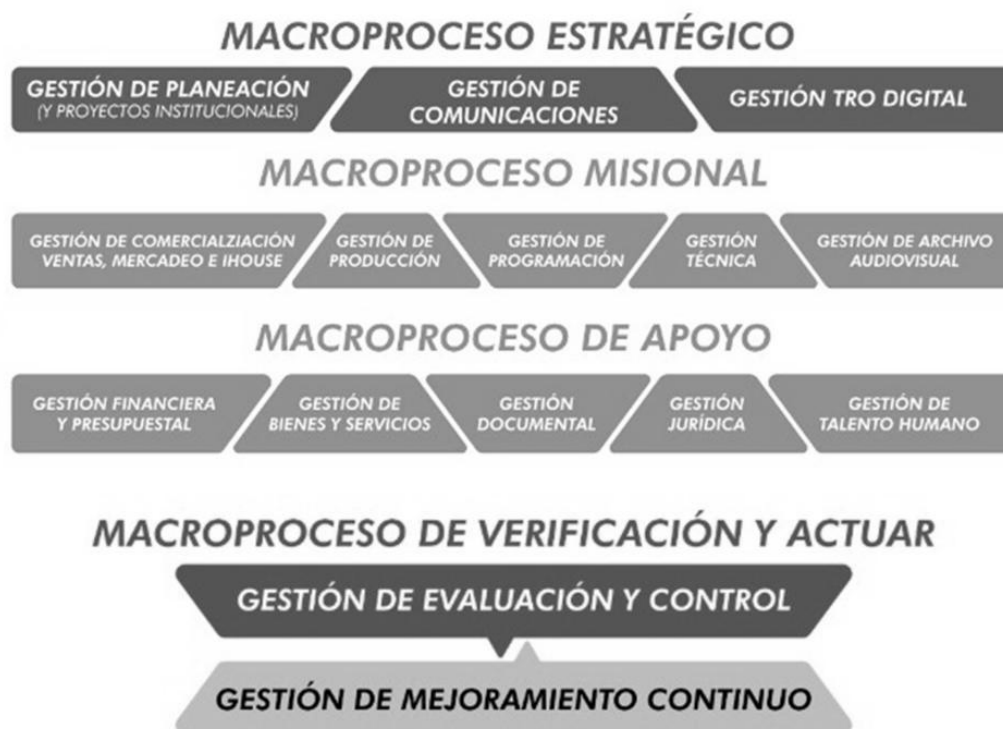 MACROPROCESO ESTRATÉGICO
GESTIÓN DE PLANEACIÓN
(Y PROYECTOS INSTITUCIONALES)
GESTIÓN DE
COMUNICACIONES
GESTIÓN TRO DIGITAL
MACROPROCESO MISIONAL
GESTIÓN DE COMERCIALZIACIÓN
VENTAS, MERCADEO E IHOUSE
GESTIÓN DE
PRODUCCIÓN
GESTIÓN DE
PROGRAMACIÓN
GESTIÓN
TÉCNICA
GESTIÓN DE ARCHIVO
AUDIOVISUAL
MACROPROCESO DE APOYO
GESTIÓN FINANCIERA
Y PRESUPUESTAL
GESTIÓN DE
BIENES Y SERVICIOS
GESTIÓN
DOCUMENTAL
GESTIÓN
JURÍDICA
GESTIÓN DE
TALENTO HUMANO
MACROPROCESO DE VERIFICACIÓN Y ACTUAR
GESTIÓN DE EVALUACIÓN Y CONTROL
GESTIÓN DE MEJORAMIENTO CONTINUO